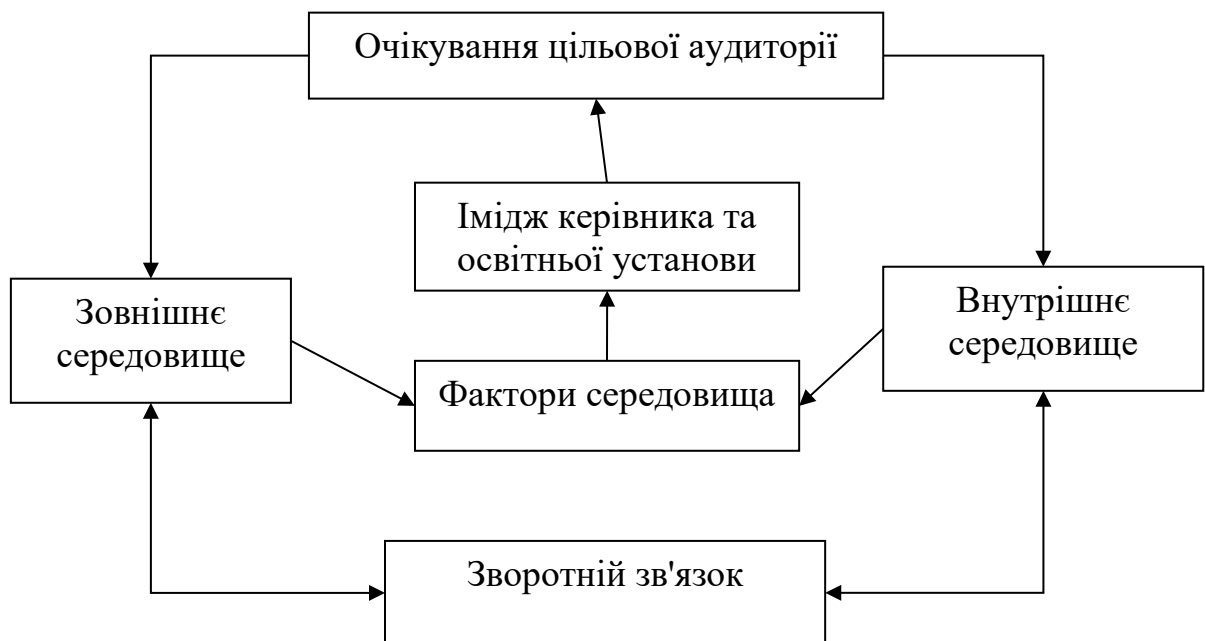 Очікування цільової аудиторії
Імідж керівника та
освітньої установи
Зовнішнє
середовище
Внутрішнє
середовище
Фактори середовища
Зворотній зв'язок